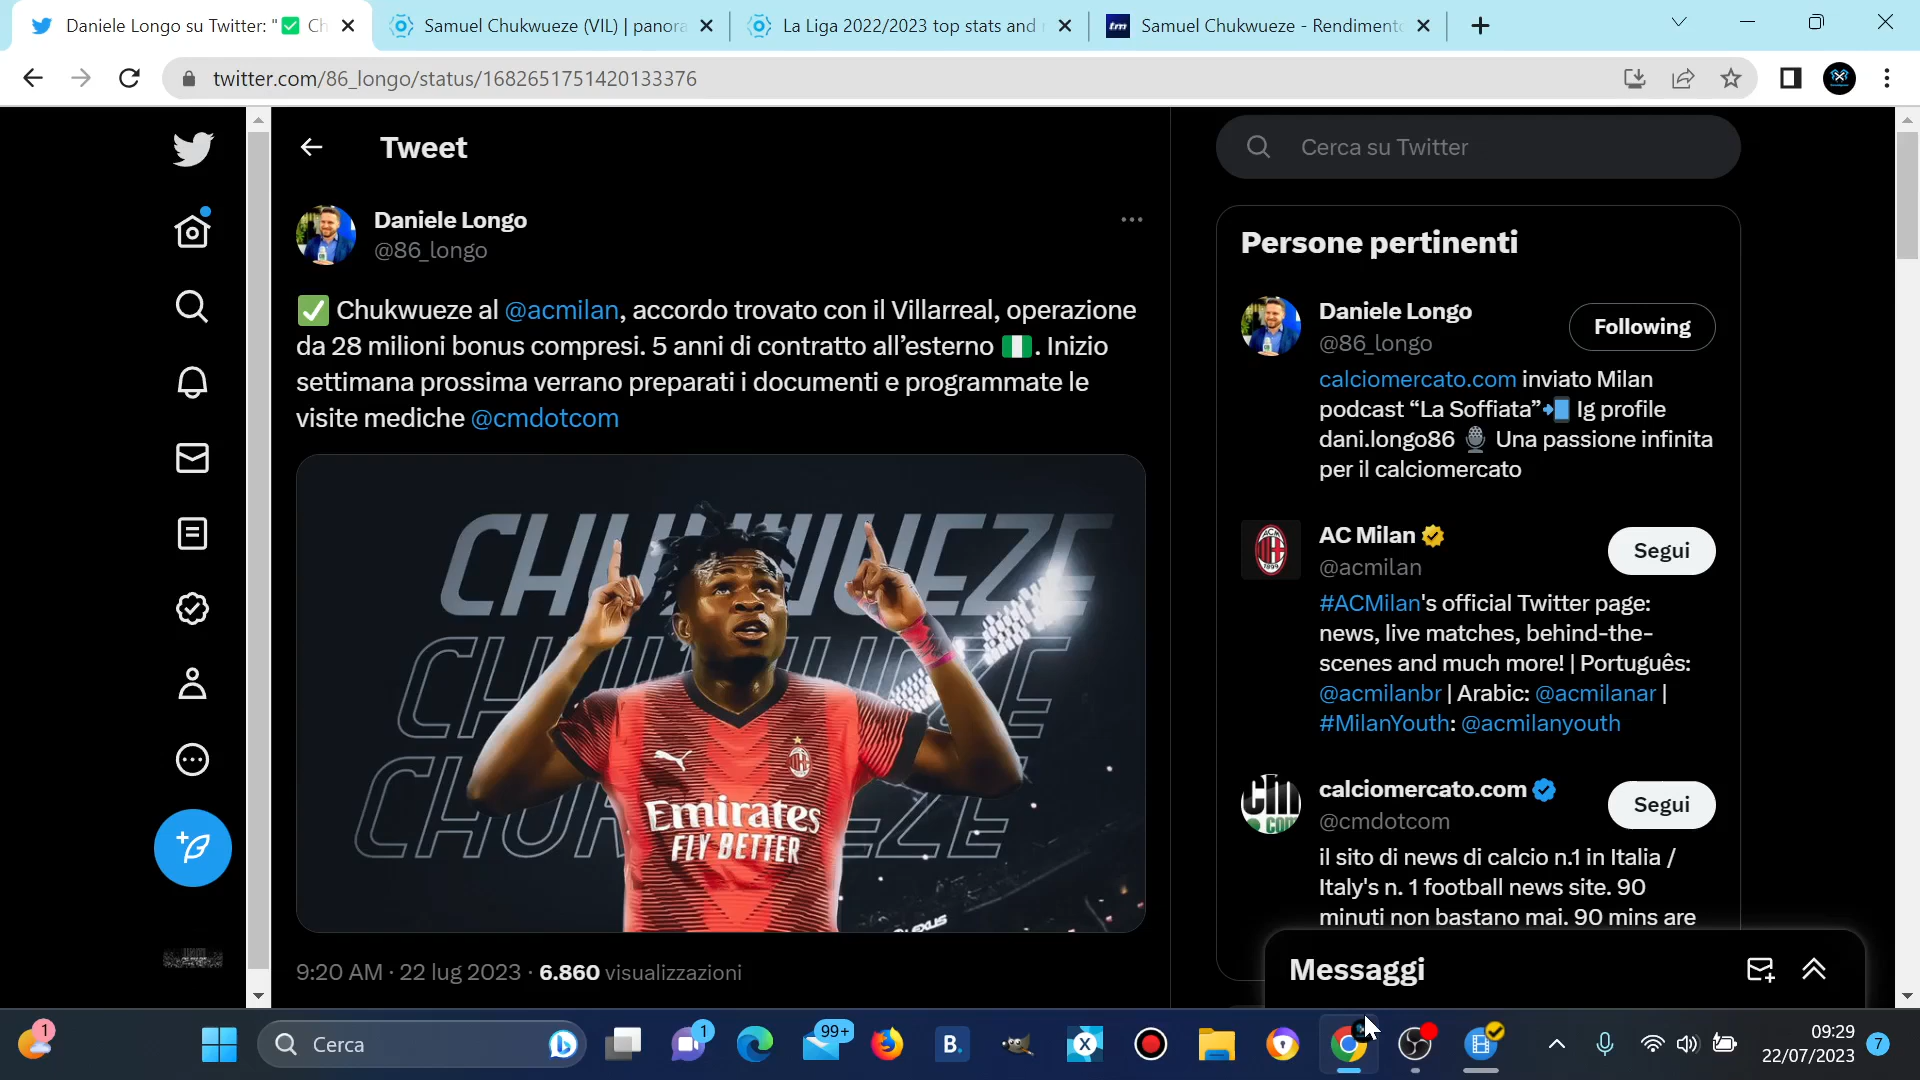 Daniele Longo su Twitter: "✅ Ch
Samuel Chukwueze (VIL) | panora
La Liga 2022/2023 top stats and
tm Samuel Chukwueze - Rendimento
twitter.com/86_longo/status/1682651751420133376
Tweet
Cerca su Twitter
Daniele Longo
@86_longo
✅ Chukwueze al @acmilan, accordo trovato con il Villarreal, operazione
da 28 milioni bonus compresi. 5 anni di contratto all’esterno 🇳🇬. Inizio
settimana prossima verrano preparati i documenti e programmate le
visite mediche @cmdotcom
CHUKWUEZE
Emirates
FLY BETTER
9:20 AM · 22 lug 2023 · 6.860 visualizzazioni
Persone pertinenti
Daniele Longo
@86_longo
Following
calciomercato.com inviato Milan
podcast “La Soffiata”📲 Ig profile
dani.longo86 🎙 Una passione infinita
per il calciomercato
AC Milan
@acmilan
Segui
#ACMilan's official Twitter page:
news, live matches, behind-the-
scenes and much more! | Português:
@acmilanbr | Arabic: @acmilanar |
#MilanYouth: @acmilanyouth
calciomercato.com
@cmdotcom
Segui
il sito di news di calcio n.1 in Italia /
Italy's n. 1 football news site. 90
minuti non bastano mai. 90 mins are
Messaggi
1
Cerca
1
99+
B.
X
09:29
22/07/2023
7